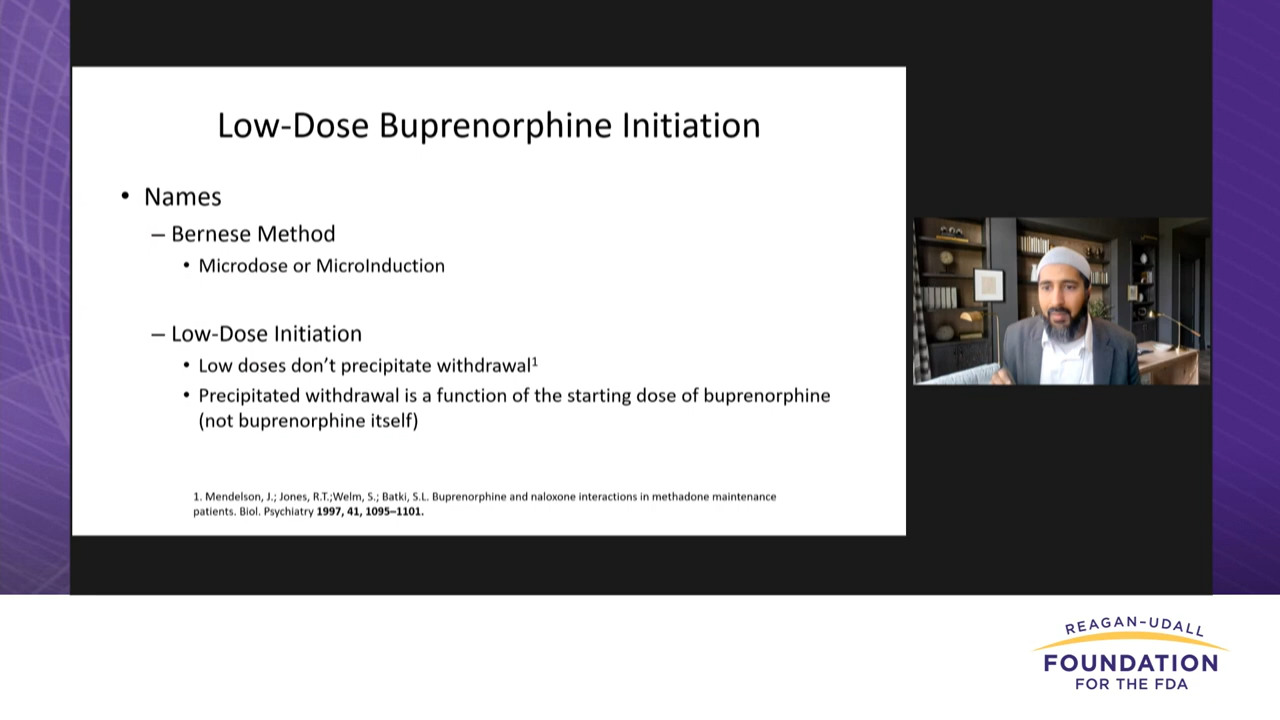 Low-Dose Buprenorphine Initiation
• Names
– Bernese Method
• Microdose or MicroInduction
– Low-Dose Initiation
• Low doses don’t precipitate withdrawal¹
• Precipitated withdrawal is a function of the starting dose of buprenorphine
(not buprenorphine itself)
1. Mendelson, J.; Jones, R.T.;Welm, S.; Batki, S.L. Buprenorphine and naloxone interactions in methadone maintenance
patients. Biol. Psychiatry 1997, 41, 1095–1101.
REAGAN-UDALL
FOUNDATION
FOR THE FDA